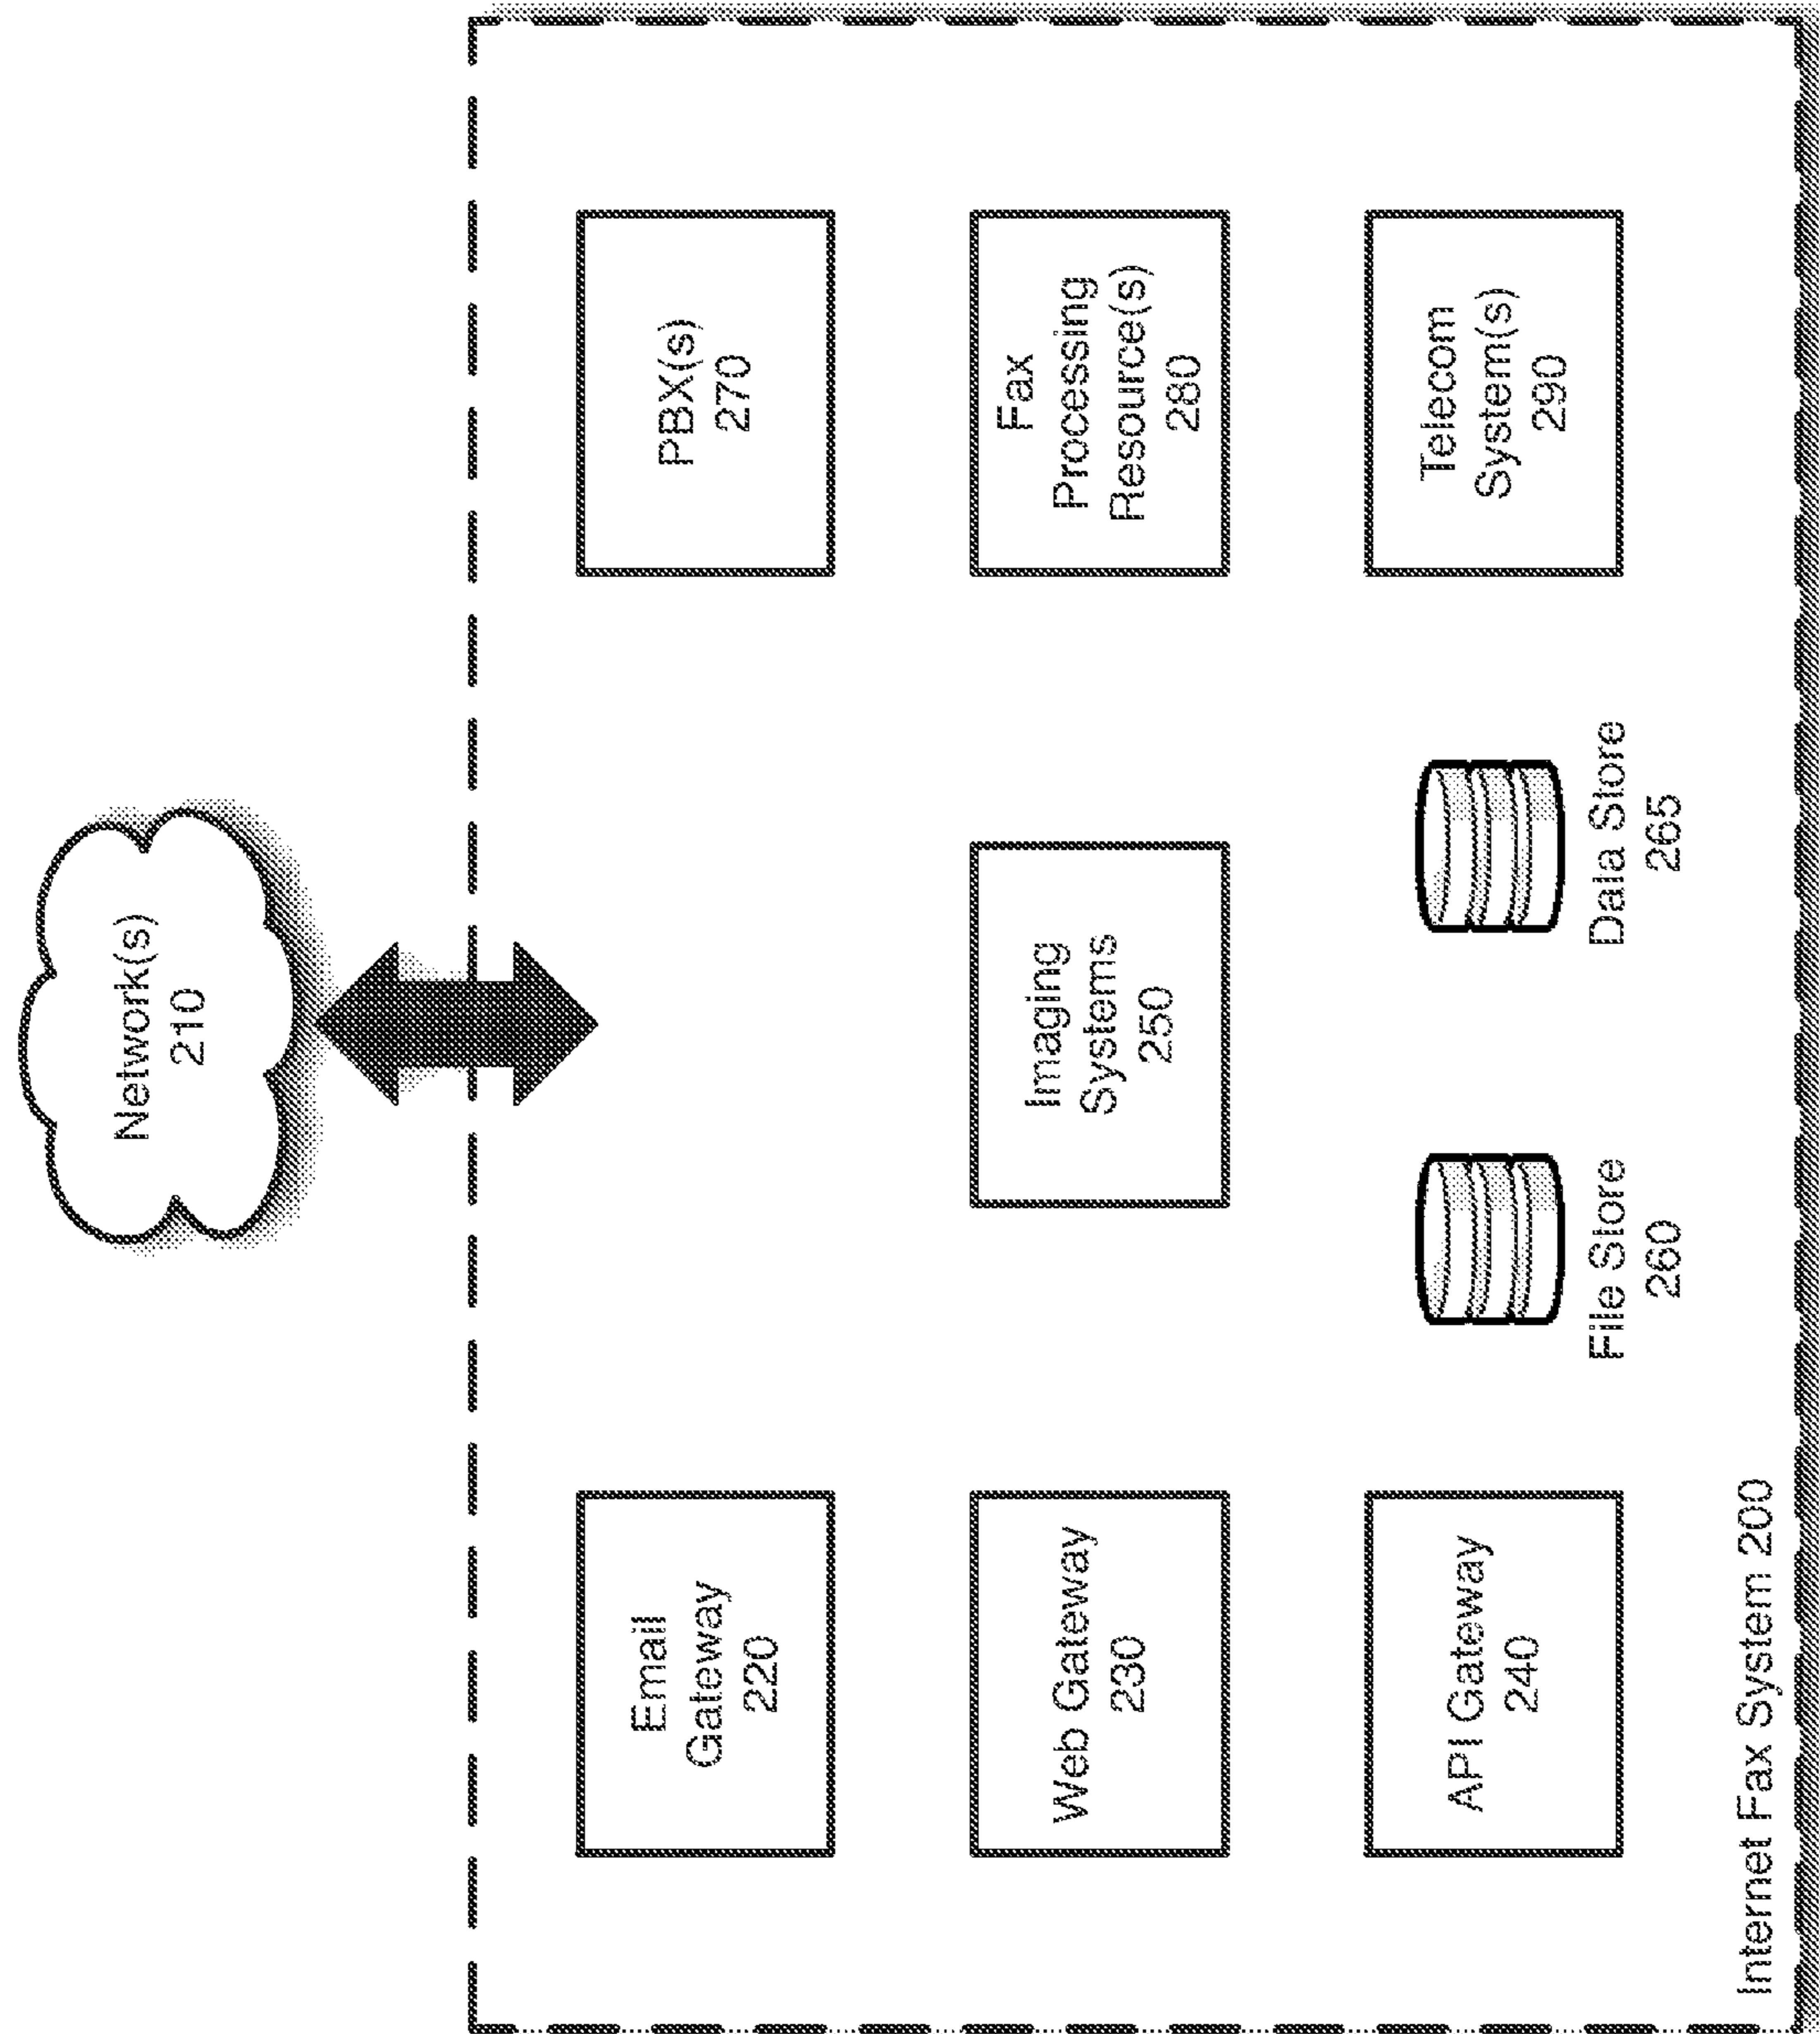 Network(s)
210
Email
Gateway
220
PBX(s)
270
Web Gateway
230
Imaging
Systems
250
Fax
Processing
Resource(s)
280
API Gateway
240
File Store
260
Data Store
265
Telecom
System(s)
290
Internet Fax System 200